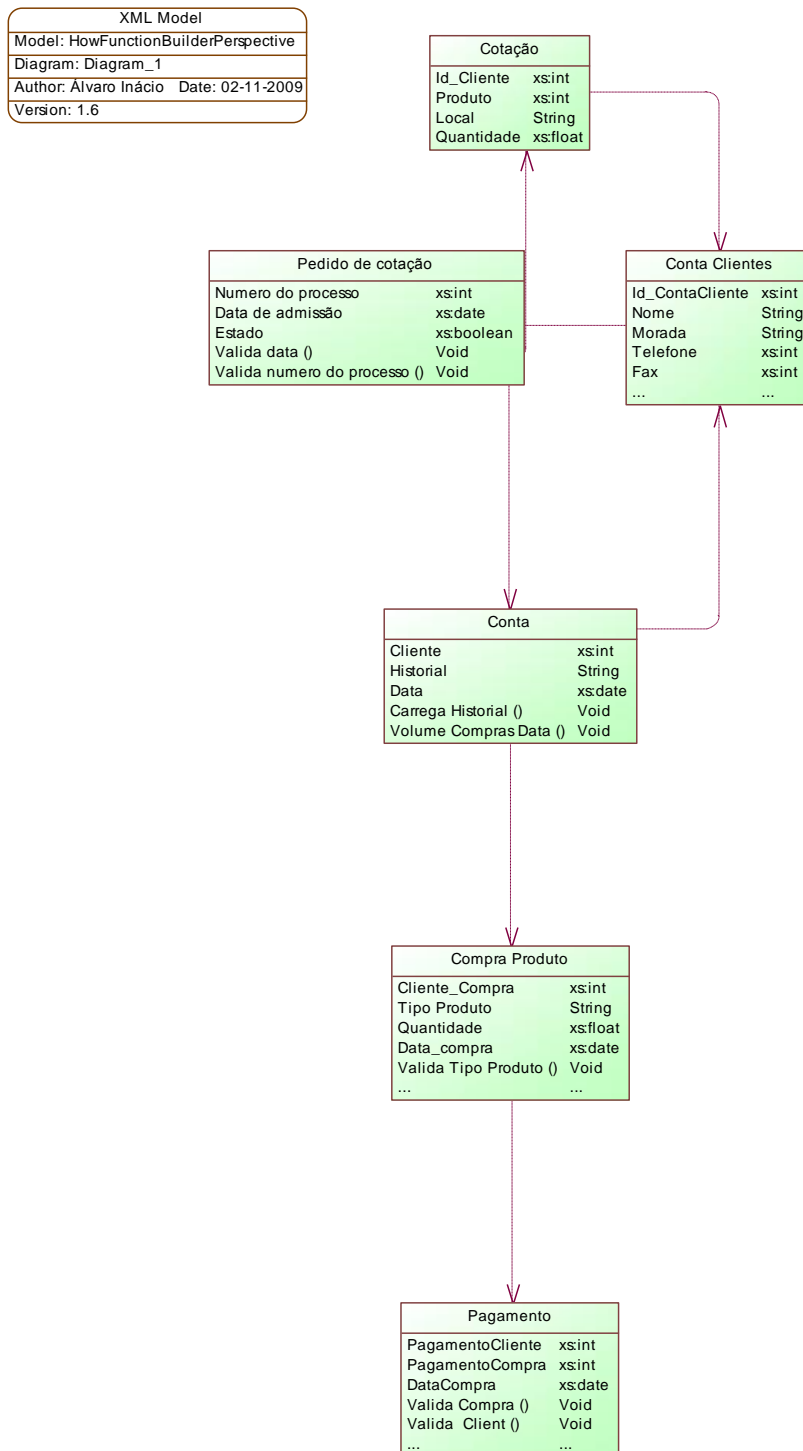 XML Model
Model: HowFunctionBuilderPerspective
Diagram: Diagram_1
Author: Álvaro Inácio Date: 02-11-2009
Version: 1.6
Cotação
Id_Cliente xs:int
Produto xs:int
Local String
Quantidade xs:float
Pedido de cotação
Numero do processo xs:int
Data de admissão xs:date
Estado xs:boolean
Valida data () Void
Valida numero do processo () Void
Conta Clientes
Id_ContaCliente xs:int
Nome String
Morada String
Telefone xs:int
Fax xs:int
... ...
Conta
Cliente xs:int
Historial String
Data xs:date
Carrega Historial () Void
Volume Compras Data () Void
Compra Produto
Cliente_Compra xs:int
Tipo Produto String
Quantidade xs:float
Data_compra xs:date
Valida Tipo Produto () Void
... ...
Pagamento
PagamentoCliente xs:int
PagamentoCompra xs:int
DataCompra xs:date
Valida Compra () Void
Valida Client () Void
... ...